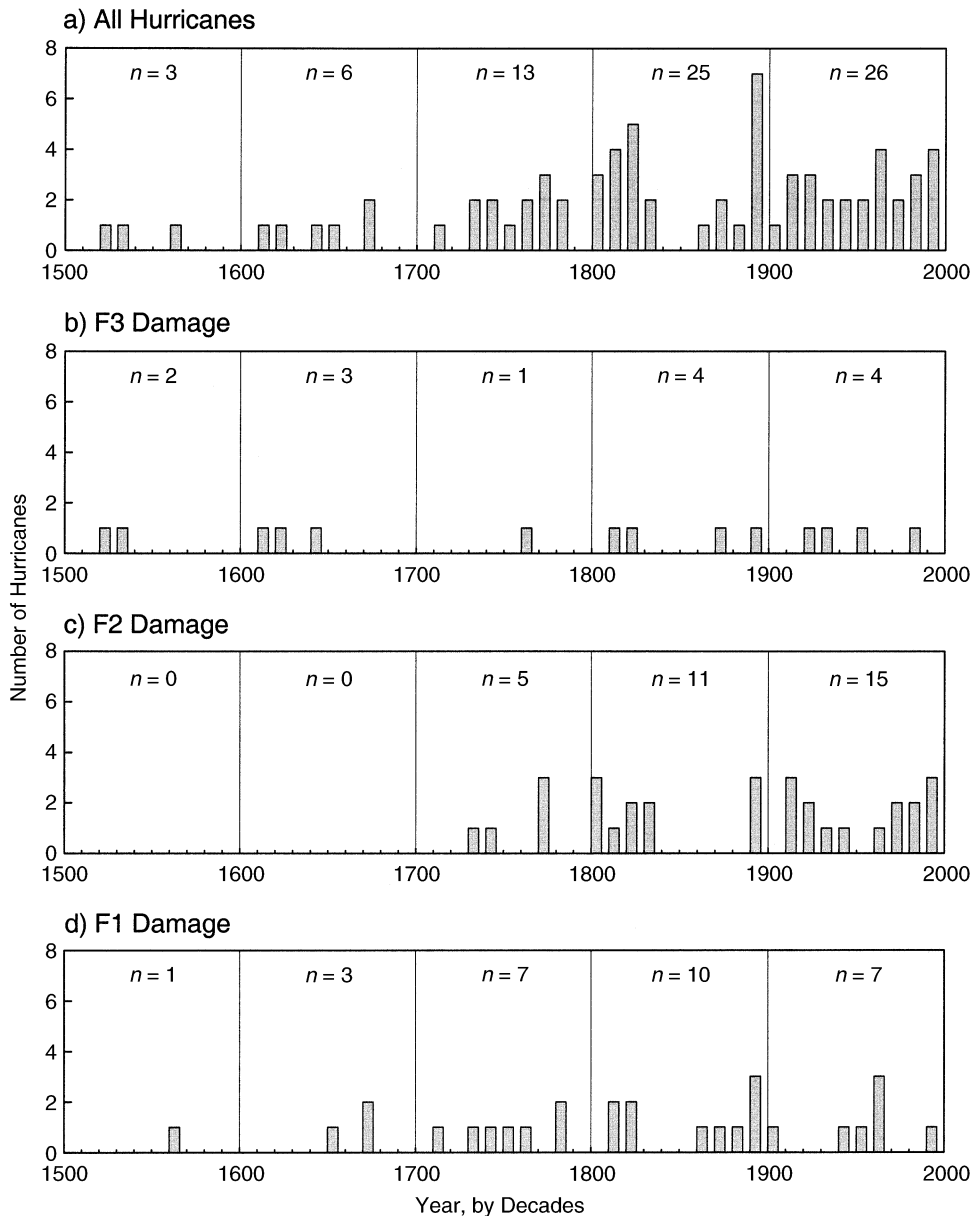 a) All Hurricanes
8
6
4
2
0
n = 3
n = 6
n = 13
n = 25
n = 26
1500 1600 1700 1800 1900 2000
b) F3 Damage
8
6
4
2
0
n = 2
n = 3
n = 1
n = 4
n = 4
1500 1600 1700 1800 1900 2000
Number of Hurricanes
c) F2 Damage
8
6
4
2
0
n = 0
n = 0
n = 5
n = 11
n = 15
1500 1600 1700 1800 1900 2000
d) F1 Damage
8
6
4
2
0
n = 1
n = 3
n = 7
n = 10
n = 7
1500 1600 1700 1800 1900 2000
Year, by Decades